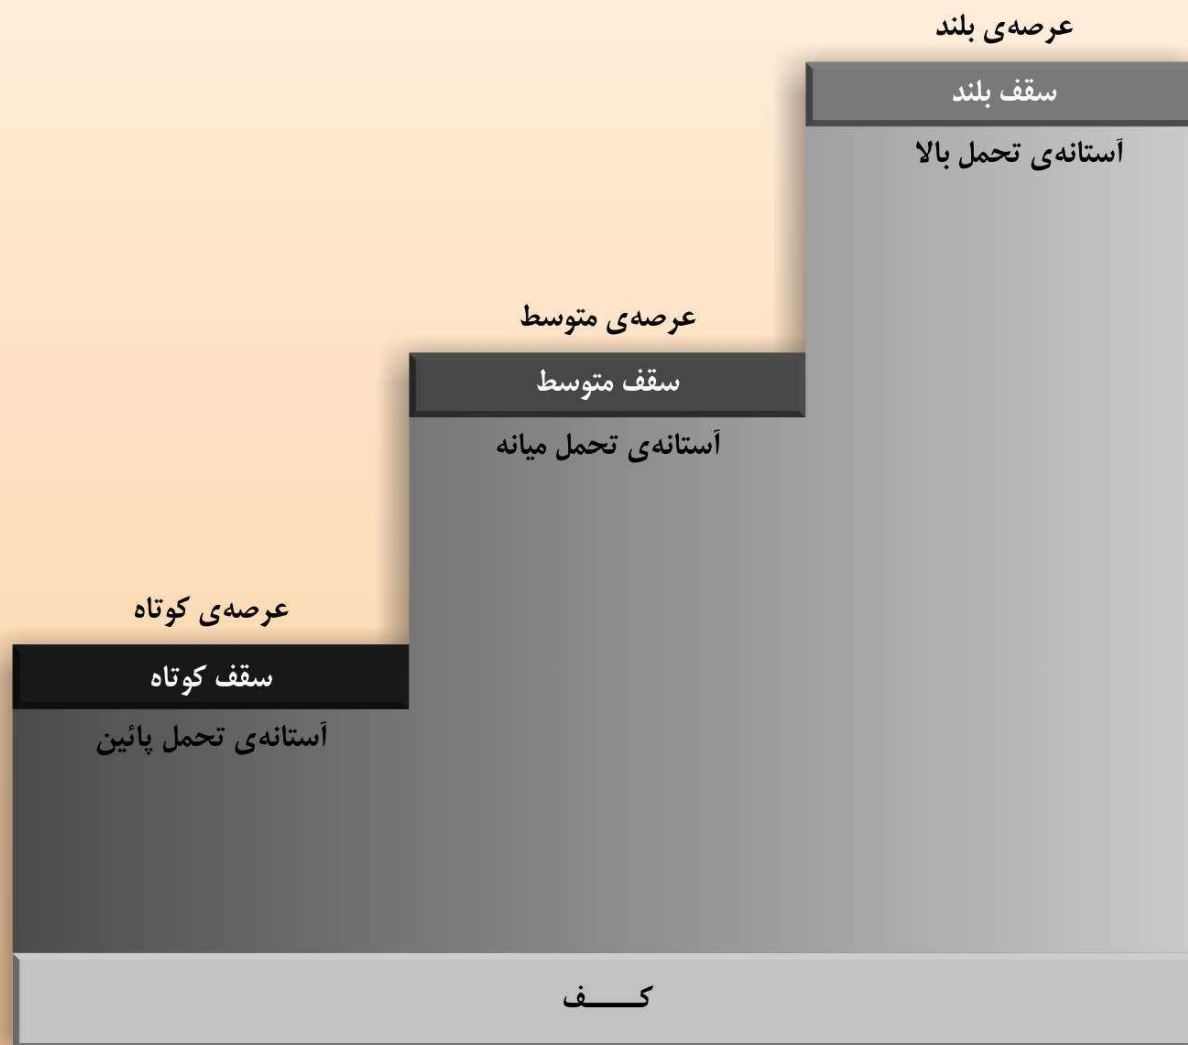 عرصه‌ی بلند
سقف بلند
آستانه‌ی تحمل بالا
عرصه‌ی متوسط
سقف متوسط
آستانه‌ی تحمل میانه
عرصه‌ی کوتاه
سقف کوتاه
آستانه‌ی تحمل پائین
کـــــف